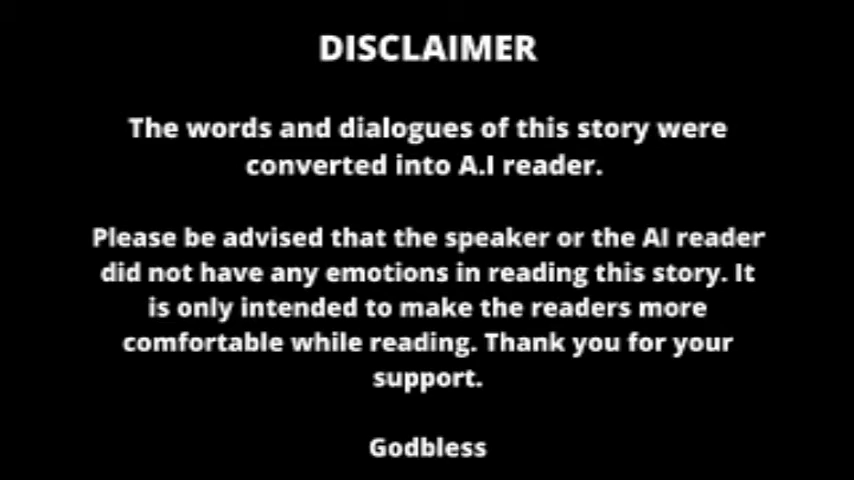 DISCLAIMER
The words and dialogues of this story were
converted into A.I reader.
Please be advised that the speaker or the AI reader
did not have any emotions in reading this story. It
is only intended to make the readers more
comfortable while reading. Thank you for your
support.
Godbless